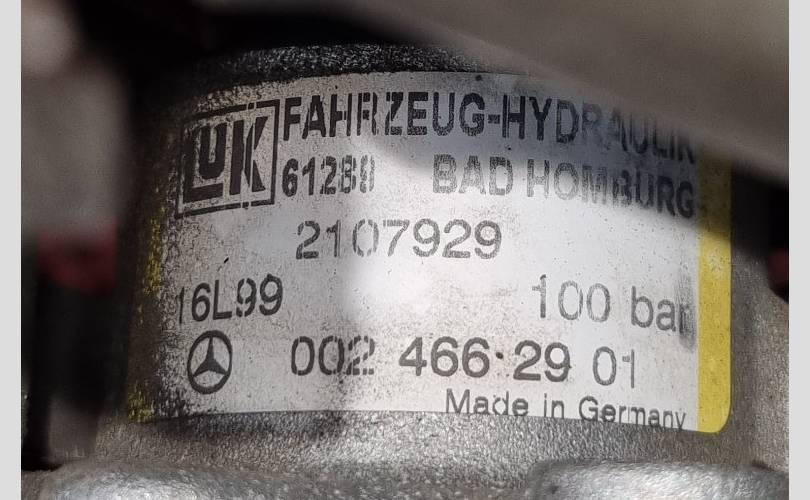 LuK FAHRZEUG-HYDRAULIK
61288 BAD HOMBURG
2107929
16L99 100 bar
002 466 29 01
Made in Germany